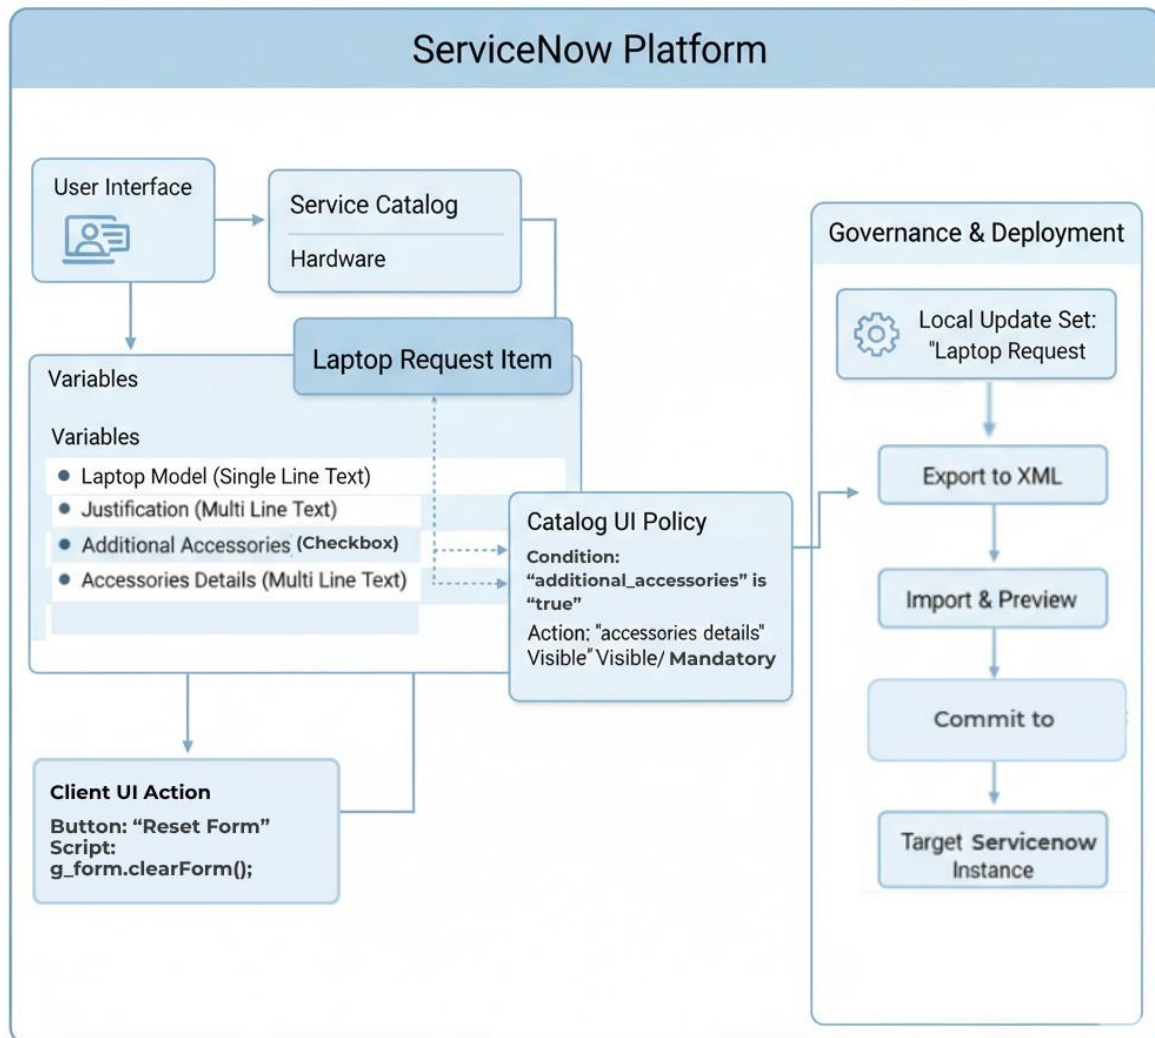 ServiceNow Platform
User Interface
Service Catalog
Hardware
Laptop Request Item
Variables
Variables
• Laptop Model (Single Line Text)
• Justification (Multi Line Text)
• Additional Accessories (Checkbox)
• Accessories Details (Multi Line Text)
Catalog UI Policy
Condition:
“additional_accessories” is
“true”
Action: "accessories details"
Visible" Visible/ Mandatory
Client UI Action
Button: “Reset Form”
Script:
g_form.clearForm();
Governance & Deployment
Local Update Set:
"Laptop Request
Export to XML
Import & Preview
Commit to
Target Servicenow
Instance